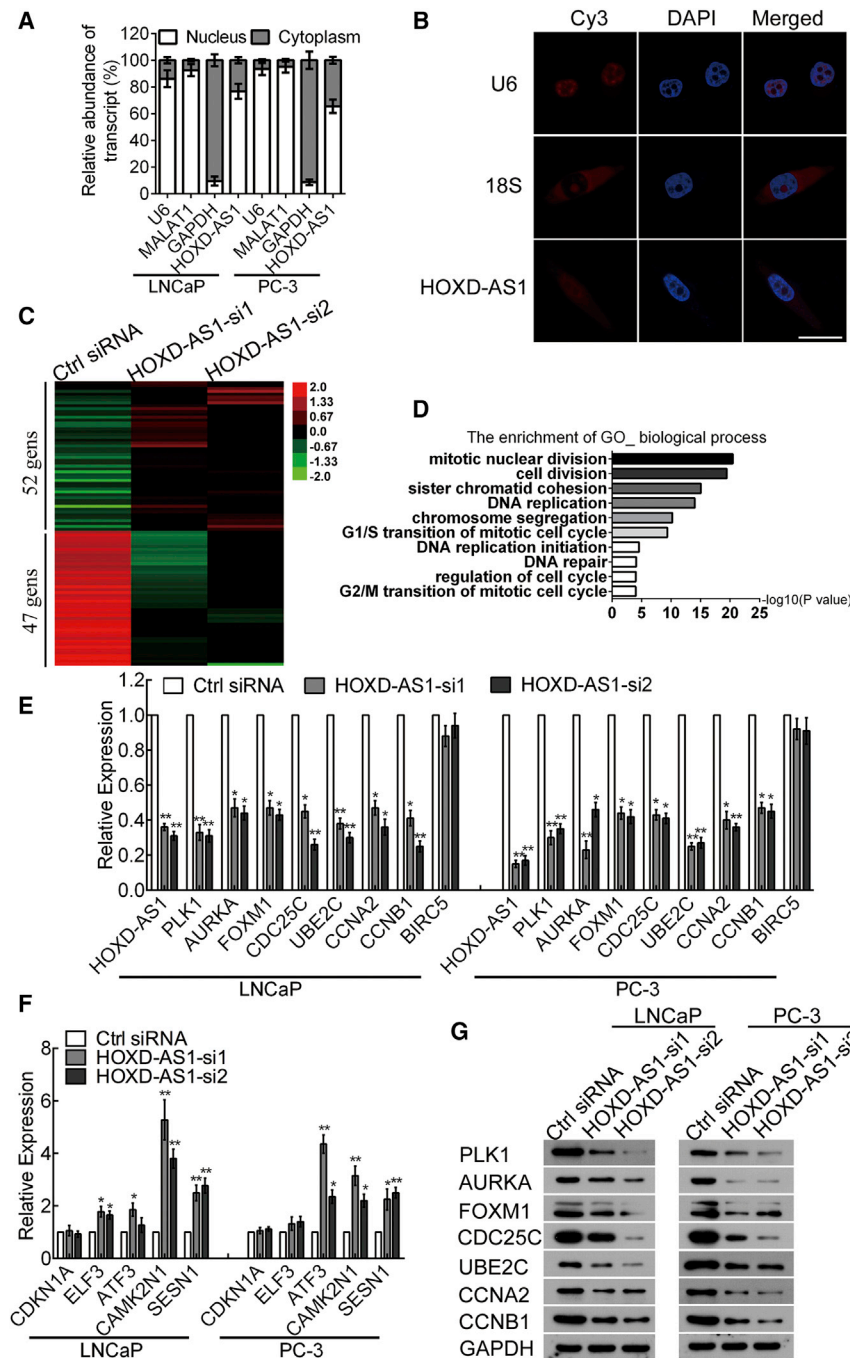 A
Nucleus Cytoplasm
Relative abundance of
transcript (%)
120
100
80
60
40
20
0
U6
MALAT1
GAPDH
HOXD-AS1
U6
MALAT1
GAPDH
HOXD-AS1
LNCaP PC-3
B
Cy3 DAPI Merged
U6
18S
HOXD-AS1
C
Ctrl siRNA
HOXD-AS1-si1
HOXD-AS1-si2
52 gens
47 gens
2.0
1.33
0.67
0.0
-0.67
-1.33
-2.0
D
The enrichment of GO_ biological process
mitotic nuclear division
cell division
sister chromatid cohesion
DNA replication
chromosome segregation
G1/S transition of mitotic cell cycle
DNA replication initiation
DNA repair
regulation of cell cycle
G2/M transition of mitotic cell cycle
0 5 10 15 20 25
-log10(P value)
E
Ctrl siRNA HOXD-AS1-si1 HOXD-AS1-si2
Relative Expression
1.2
1.0
0.8
0.6
0.4
0.2
0.0
** ** ** ** * * * * * ** ** ** * * * **
** ** ** ** ** * * * * * ** ** * ** * *
HOXD-AS1
PLK1
AURKA
FOXM1
CDC25C
UBE2C
CCNA2
CCNB1
BIRC5
HOXD-AS1
PLK1
AURKA
FOXM1
CDC25C
UBE2C
CCNA2
CCNB1
BIRC5
LNCaP PC-3
F
Ctrl siRNA
HOXD-AS1-si1
HOXD-AS1-si2
Relative Expression
8
6
4
2
0
* * * ** ** ** **
** * ** * * **
CDKN1A
ELF3
ATF3
CAMK2N1
SESN1
CDKN1A
ELF3
ATF3
CAMK2N1
SESN1
LNCaP PC-3
G
LNCaP PC-3
Ctrl siRNA
HOXD-AS1-si1
HOXD-AS1-si2
Ctrl siRNA
HOXD-AS1-si1
HOXD-AS1-si2
PLK1
AURKA
FOXM1
CDC25C
UBE2C
CCNA2
CCNB1
GAPDH